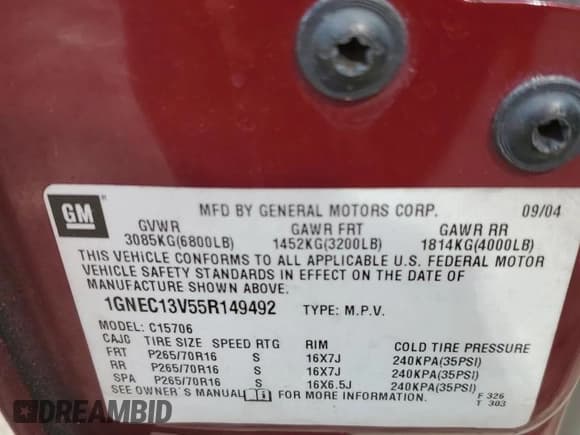 GM
MFD BY GENERAL MOTORS CORP. 09/04
GVWR GAWR FRT GAWR RR
3085KG(6800LB) 1452KG(3200LB) 1814KG(4000LB)
THIS VEHICLE CONFORMS TO ALL APPLICABLE U.S. FEDERAL MOTOR
VEHICLE SAFETY STANDARDS IN EFFECT ON THE DATE OF
MANUFACTURE SHOWN ABOVE.
1GNEC13V55R149492 TYPE: M.P.V.
MODEL: C15706
CAJG TIRE SIZE SPEED RTG RIM COLD TIRE PRESSURE
FRT P265/70R16 S 16X7J 240KPA(35PSI)
RR P265/70R16 S 16X7J 240KPA(35PSI)
SPA P265/70R16 S 16X6.5J 240KPA(35PSI)
SEE OWNER'S MANUAL FOR MORE INFORMATION. F 326
T 303
DREAMBID